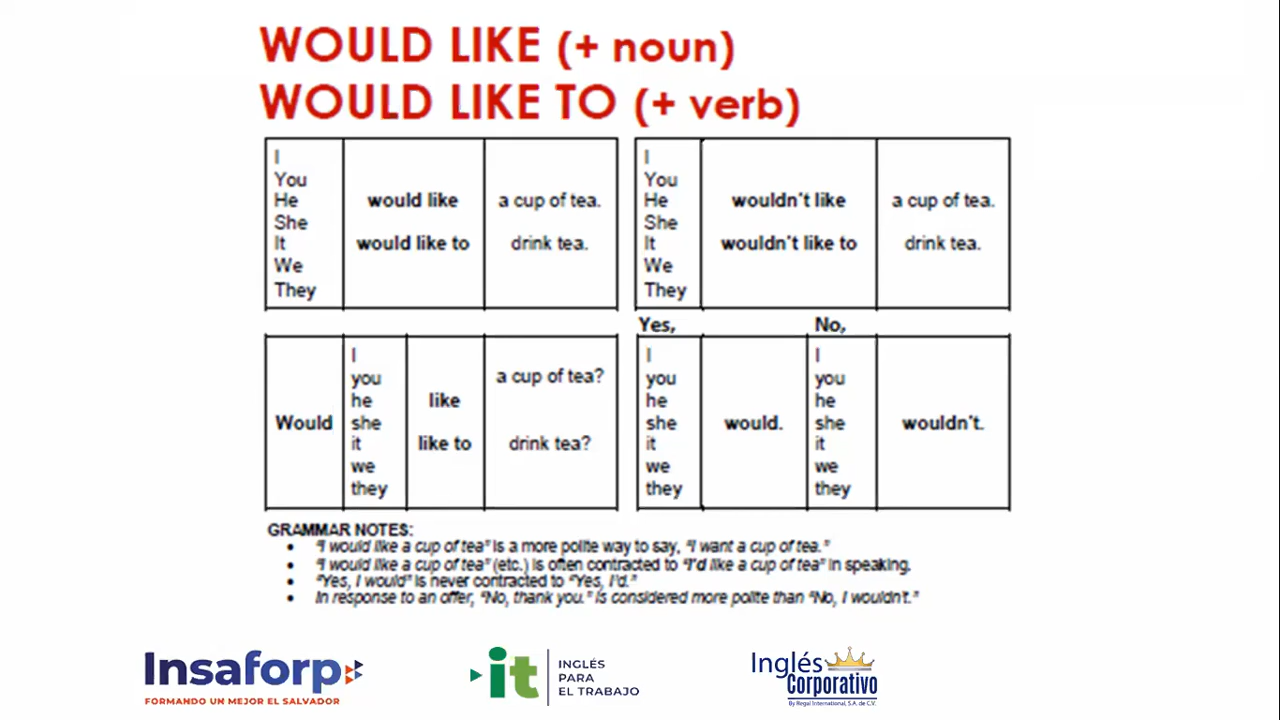 WOULD LIKE (+ noun)
WOULD LIKE TO (+ verb)
I
You
He
She
It
We
They
would like
would like to
a cup of tea.
drink tea.
I
You
He
She
It
We
They
wouldn't like
wouldn't like to
a cup of tea.
drink tea.
Would
I
you
he
she
it
we
they
like
like to
a cup of tea?
drink tea?
Yes,
I
you
he
she
it
we
they
would.
No,
I
you
he
she
it
we
they
wouldn't.
GRAMMAR NOTES:
• "I would like a cup of tea" is a more polite way to say, "I want a cup of tea."
• "I would like a cup of tea" (etc.) is often contracted to "I'd like a cup of tea" in speaking.
• "Yes, I would" is never contracted to "Yes, I'd."
• In response to an offer, "No, thank you." is considered more polite than "No, I wouldn't."
Insaforp
FORMANDO UN MEJOR EL SALVADOR
it
INGLÉS
PARA
EL TRABAJO
Inglés
Corporativo
By Regal International, S.A. de C.V.